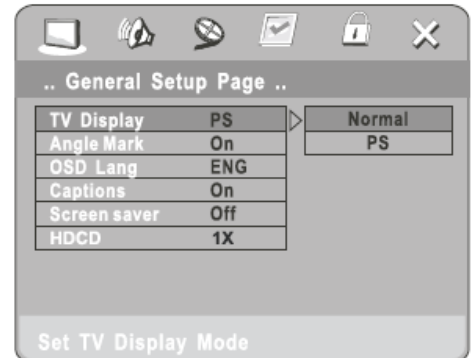 .. General Setup Page ..
TV Display PS Normal
Angle Mark On PS
OSD Lang ENG
Captions On
Screen saver Off
HDCD 1X
Set TV Display Mode